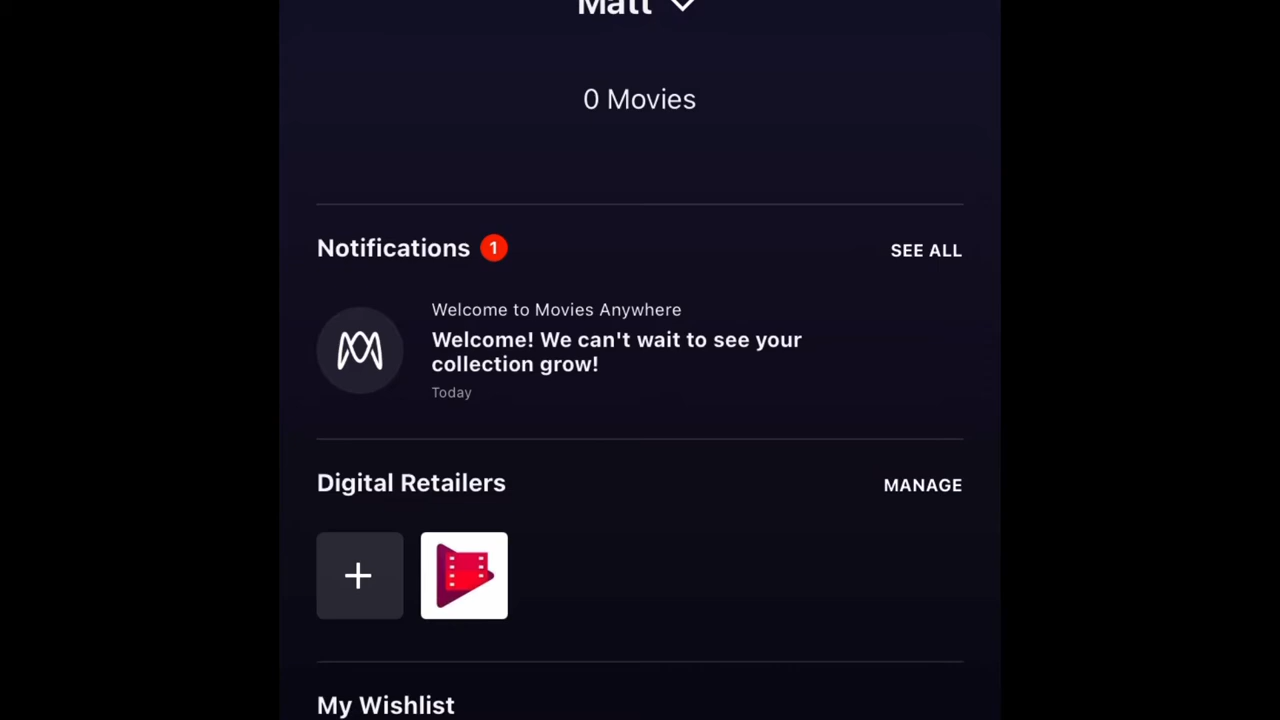 Matt
0 Movies
Notifications 1
SEE ALL
Welcome to Movies Anywhere
Welcome! We can't wait to see your
collection grow!
Today
Digital Retailers
MANAGE
My Wishlist